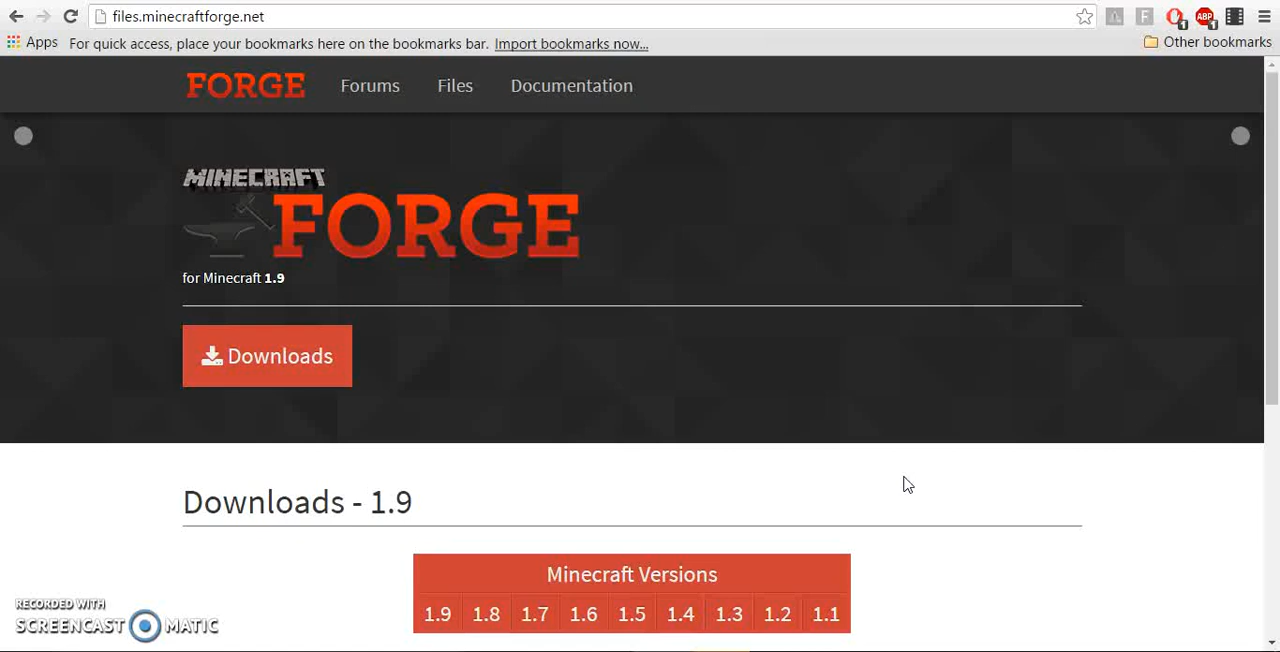 files.minecraftforge.net
ABP
1
1
Apps
For quick access, place your bookmarks here on the bookmarks bar. Import bookmarks now...
Other bookmarks
FORGE
Forums
Files
Documentation
MINECRAFT
FORGE
for Minecraft 1.9
Downloads
Downloads - 1.9
Minecraft Versions
1.9 1.8 1.7 1.6 1.5 1.4 1.3 1.2 1.1
RECORDED WITH
SCREENCAST MATIC